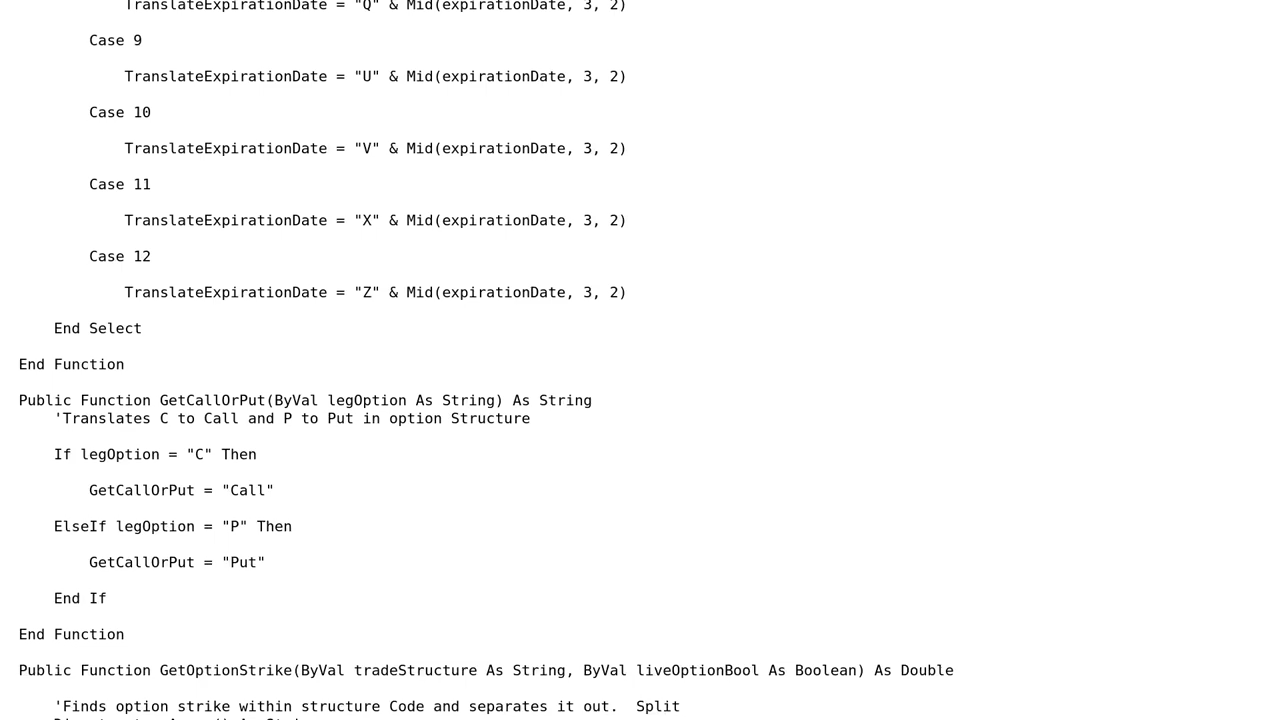 TranslateExpirationDate = "Q" & Mid(expirationDate, 3, 2)
Case 9
TranslateExpirationDate = "U" & Mid(expirationDate, 3, 2)
Case 10
TranslateExpirationDate = "V" & Mid(expirationDate, 3, 2)
Case 11
TranslateExpirationDate = "X" & Mid(expirationDate, 3, 2)
Case 12
TranslateExpirationDate = "Z" & Mid(expirationDate, 3, 2)
End Select
End Function
Public Function GetCallOrPut(ByVal legOption As String) As String
'Translates C to Call and P to Put in option Structure
If legOption = "C" Then
GetCallOrPut = "Call"
ElseIf legOption = "P" Then
GetCallOrPut = "Put"
End If
End Function
Public Function GetOptionStrike(ByVal tradeStructure As String, ByVal liveOptionBool As Boolean) As Double
'Finds option strike within structure Code and separates it out.  Split